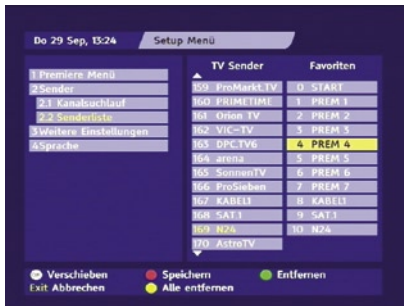 Do 29 Sep, 13:24
Setup Menü
1 Premiere Menü
2 Sender
2.1 Kanalsuchlauf
2.2 Senderliste
3 Weitere Einstellungen
4 Sprache
TV Sender
159 ProMarkt.TV
160 PRIMETIME
161 Orion TV
162 VIC-TV
163 DPC.TV6
164 arena
165 SonnenTV
166 ProSieben
167 KABEL1
168 SAT.1
169 N24
170 AstroTV
Favoriten
0 START
1 PREM 1
2 PREM 2
3 PREM 3
4 PREM 4
5 PREM 5
6 PREM 6
7 PREM 7
8 KABEL1
9 SAT.1
10 N24
Verschieben
Speichern
Entfernen
Exit Abbrechen
Alle entfernen